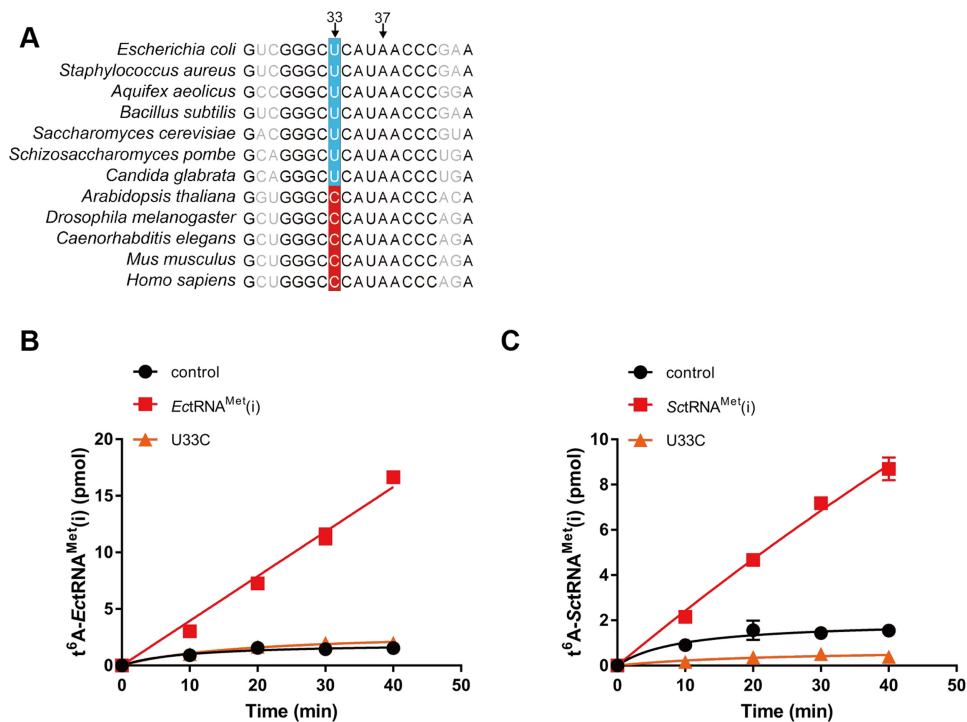 A
33 37
Escherichia coli GUCGGGCUCAUAACCCGAA
Staphylococcus aureus GUCGGGCUCAUAACCCGAA
Aquifex aeolicus GCCGGGCUCAUAACCCGGA
Bacillus subtilis GUCGGGCUCAUAACCCGAA
Saccharomyces cerevisiae GACGGGCUCAUAACCCGUA
Schizosaccharomyces pombe GCAGGGCUCAUAACCCUGA
Candida glabrata GCAGGGCUCAUAACCCUGA
Arabidopsis thaliana GGUGGGCCCAUAACCCACA
Drosophila melanogaster GCUGGGCCCAUAACCCAGA
Caenorhabditis elegans GCUGGGCCCAUAACCCAGA
Mus musculus GCUGGGCCCAUAACCCAGA
Homo sapiens GCUGGGCCCAUAACCCAGA
B
control
EctRNAMet(i)
U33C
t6A-EctRNAMet(i) (pmol)
20
15
10
5
0
0 10 20 30 40 50
Time (min)
C
control
SctRNAMet(i)
U33C
t6A-SctRNAMet(i) (pmol)
10
8
6
4
2
0
0 10 20 30 40 50
Time (min)